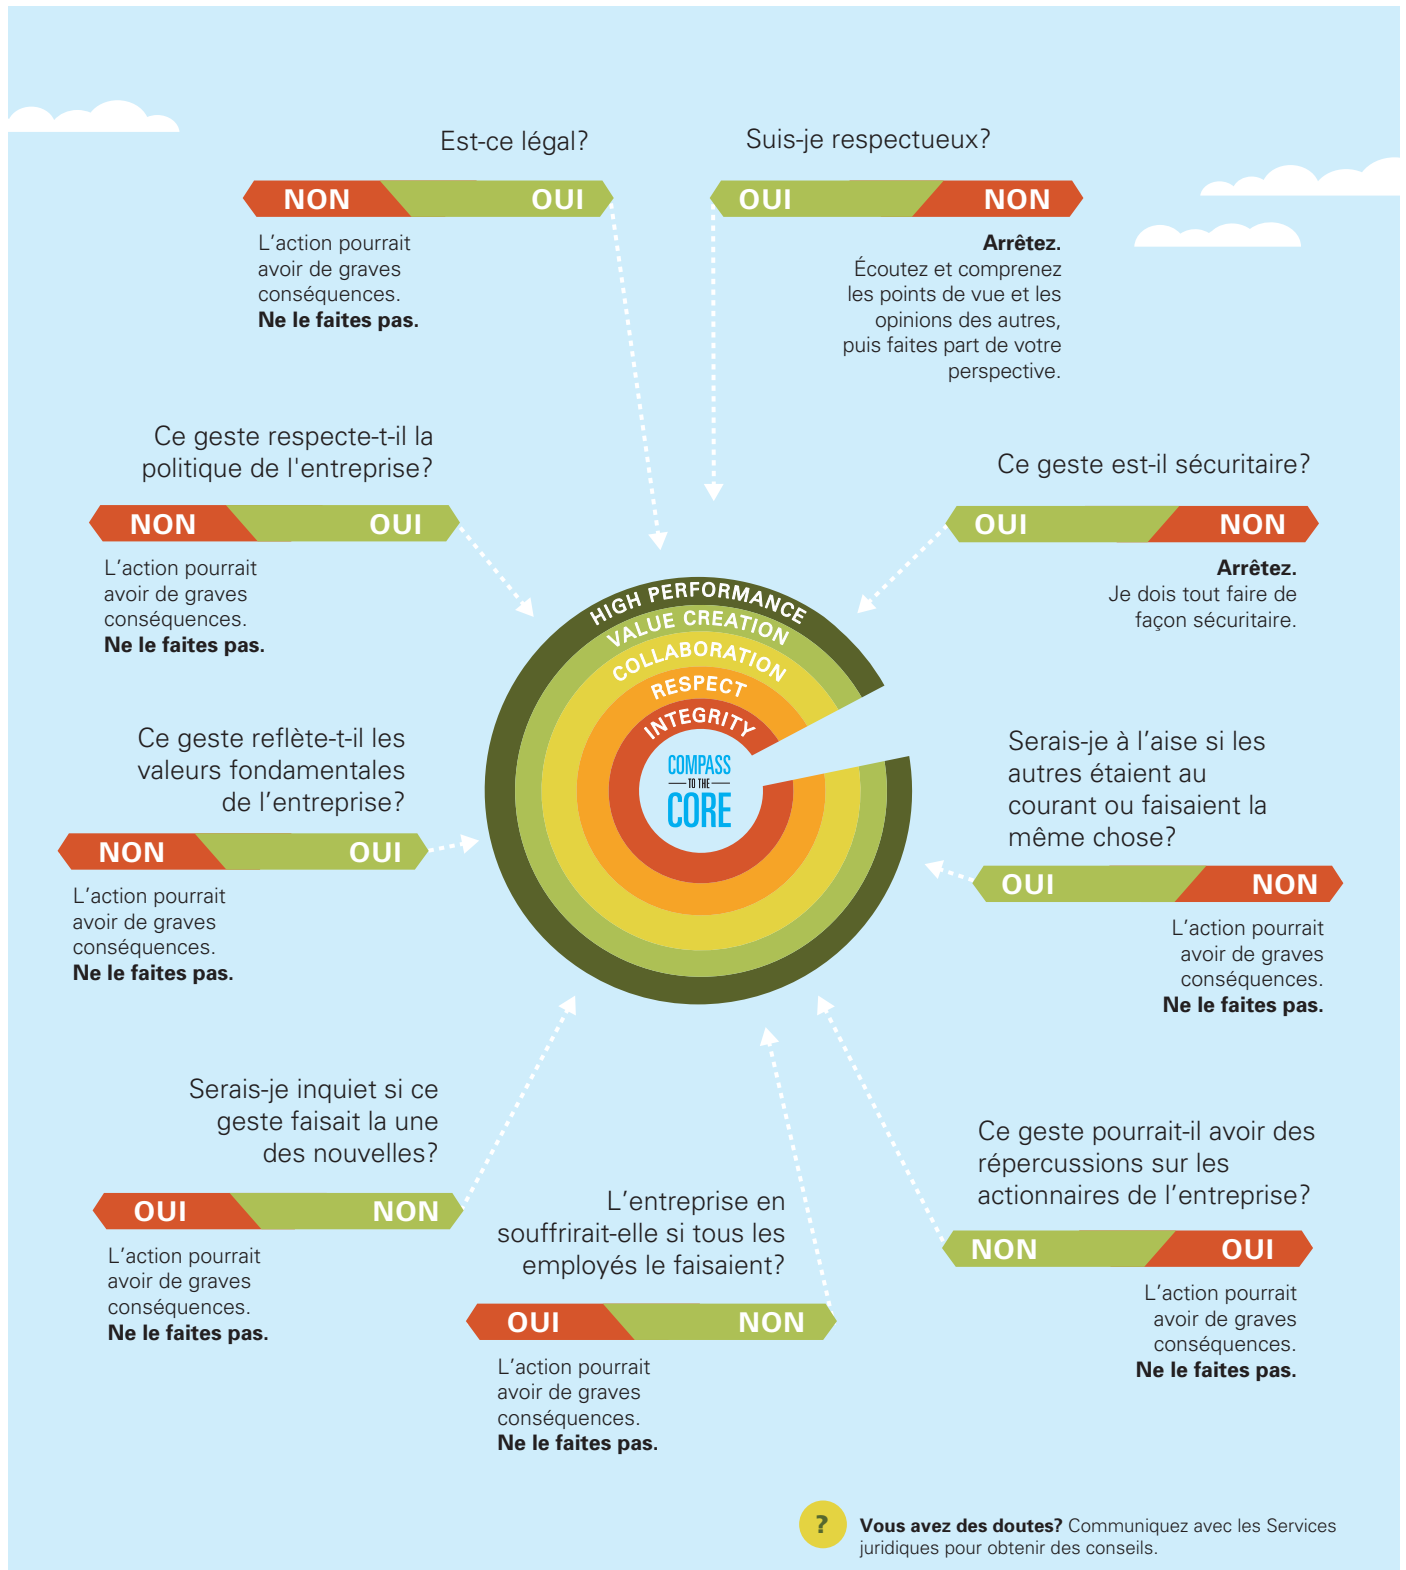 Est-ce légal?
NON OUI
L'action pourrait
avoir de graves
conséquences.
Ne le faites pas.
Suis-je respectueux?
OUI NON
Arrêtez.
Écoutez et comprenez
les points de vue et les
opinions des autres,
puis faites part de votre
perspective.
Ce geste respecte-t-il la
politique de l'entreprise?
NON OUI
L'action pourrait
avoir de graves
conséquences.
Ne le faites pas.
Ce geste est-il sécuritaire?
OUI NON
Arrêtez.
Je dois tout faire de
façon sécuritaire.
HIGH PERFORMANCE
VALUE CREATION
COLLABORATION
RESPECT
INTEGRITY
COMPASS
TO THE
CORE
Ce geste reflète-t-il les
valeurs fondamentales
de l'entreprise?
NON OUI
L'action pourrait
avoir de graves
conséquences.
Ne le faites pas.
Serais-je à l'aise si les
autres étaient au
courant ou faisaient la
même chose?
OUI NON
L'action pourrait
avoir de graves
conséquences.
Ne le faites pas.
Serais-je inquiet si ce
geste faisait la une
des nouvelles?
OUI NON
L'action pourrait
avoir de graves
conséquences.
Ne le faites pas.
L'entreprise en
souffrirait-elle si tous les
employés le faisaient?
OUI NON
L'action pourrait
avoir de graves
conséquences.
Ne le faites pas.
Ce geste pourrait-il avoir des
répercussions sur les
actionnaires de l'entreprise?
NON OUI
L'action pourrait
avoir de graves
conséquences.
Ne le faites pas.
? Vous avez des doutes? Communiquez avec les Services
juridiques pour obtenir des conseils.